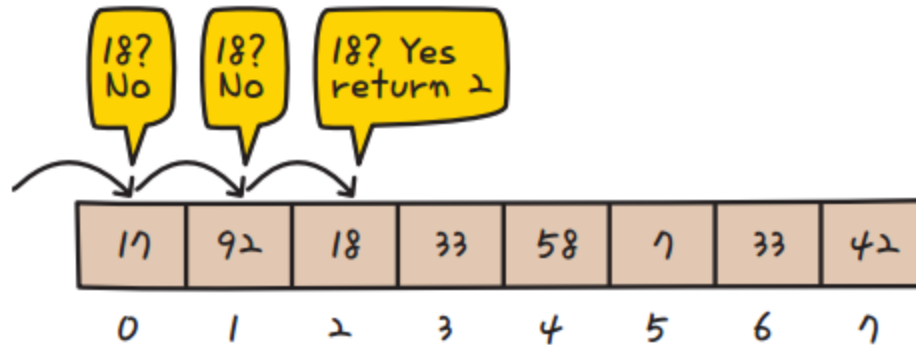 18?
No
18?
No
18? Yes
return 2
17 92 18 33 58 7 33 42
0 1 2 3 4 5 6 7